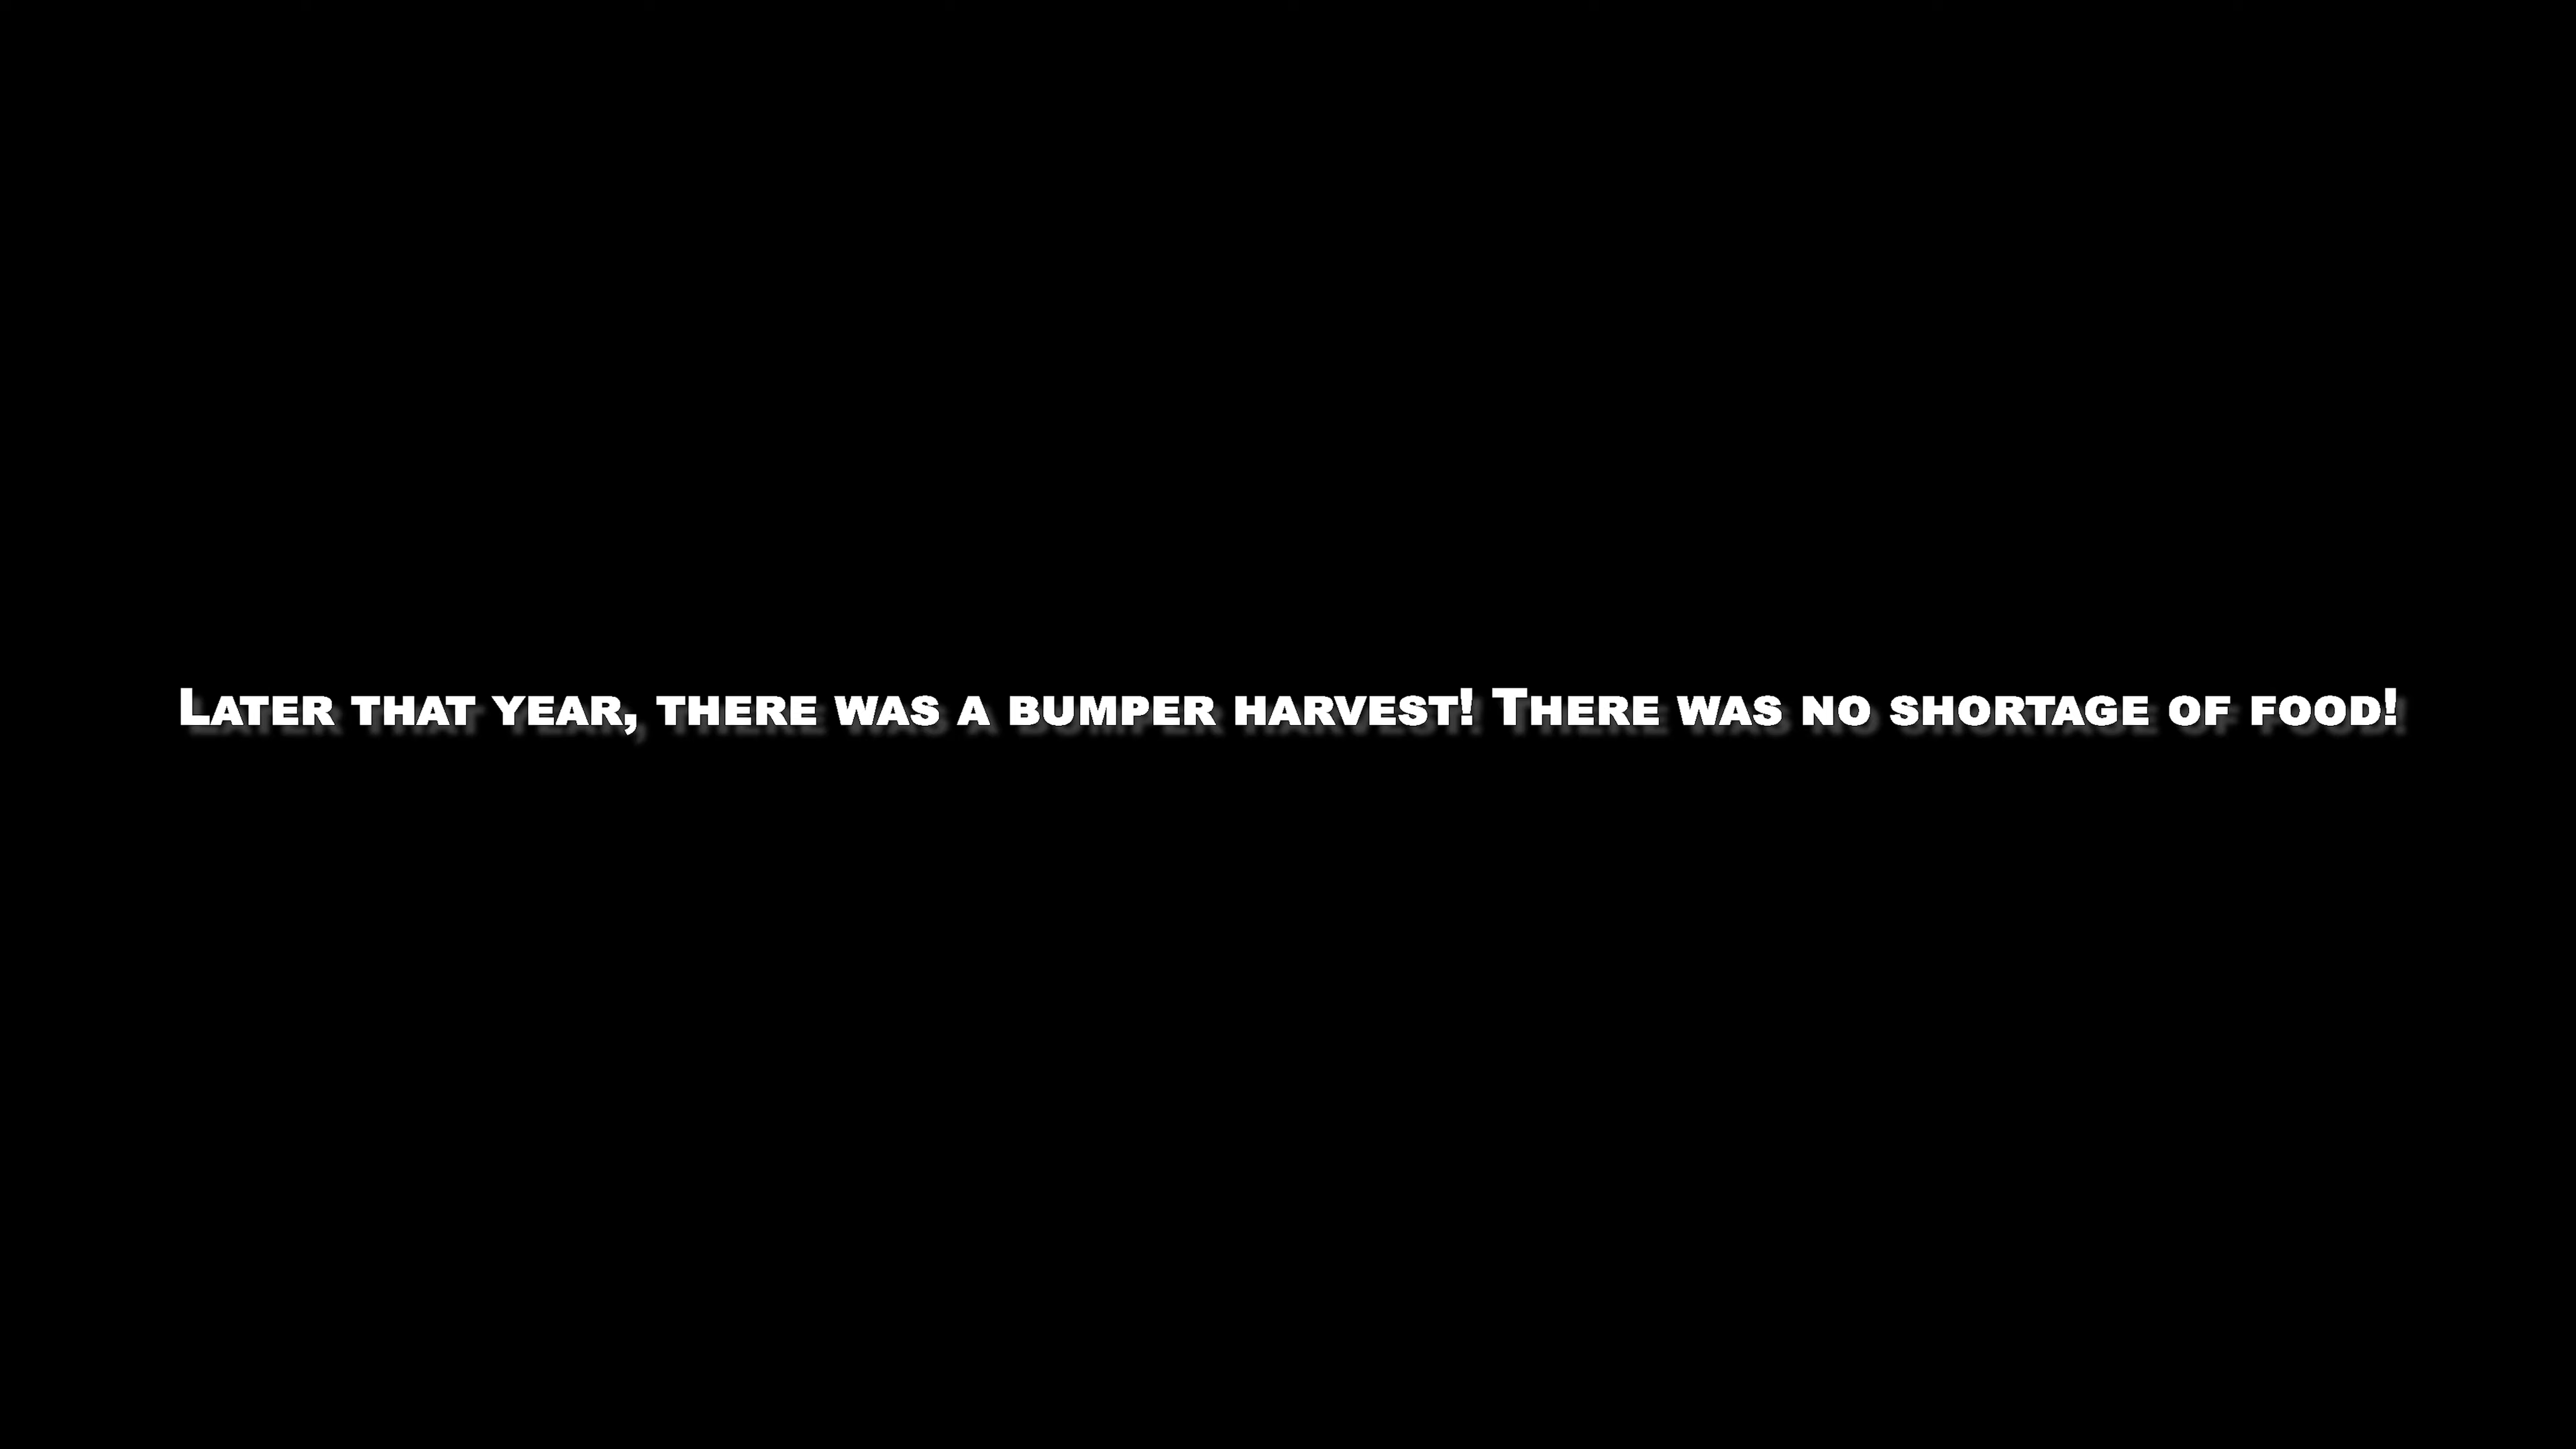 Later that year, there was a bumper harvest! There was no shortage of food!